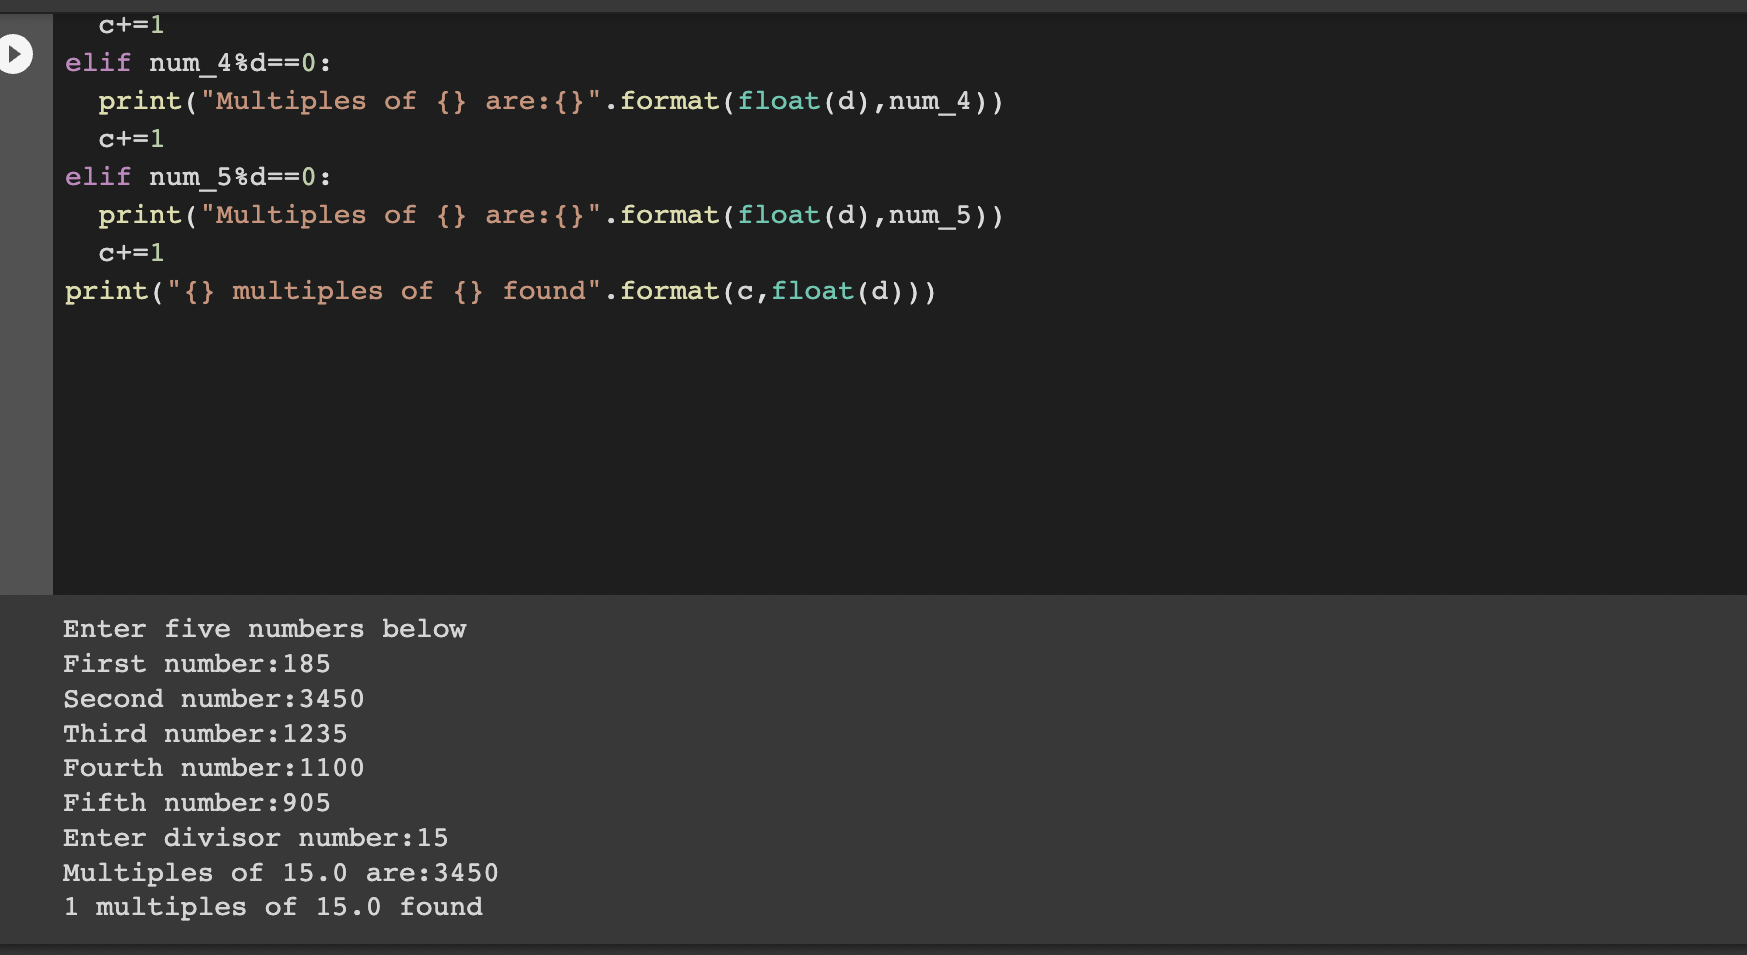 c+=1
elif num_4%d==0:
  print("Multiples of {} are:{}".format(float(d),num_4))
  c+=1
elif num_5%d==0:
  print("Multiples of {} are:{}".format(float(d),num_5))
  c+=1
print("{} multiples of {} found".format(c,float(d)))
Enter five numbers below
First number:185
Second number:3450
Third number:1235
Fourth number:1100
Fifth number:905
Enter divisor number:15
Multiples of 15.0 are:3450
1 multiples of 15.0 found